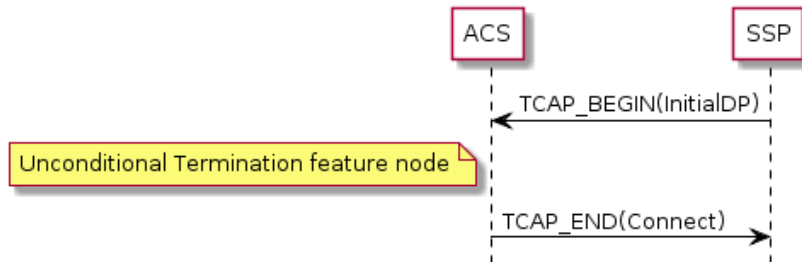 ACS
SSP
TCAP_BEGIN(InitialDP)
Unconditional Termination feature node
TCAP_END(Connect)